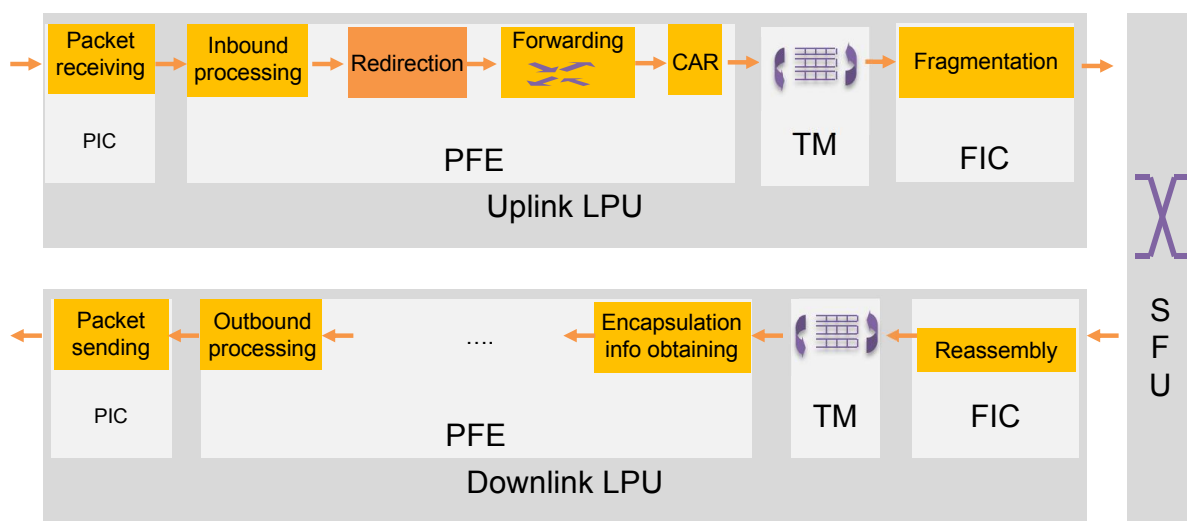 Packet
receiving
Inbound
processing
Redirection
Forwarding
CAR
Fragmentation
PIC
PFE
TM
FIC
Uplink LPU
Packet
sending
Outbound
processing
....
Encapsulation
info obtaining
Reassembly
PIC
PFE
TM
FIC
Downlink LPU
S
F
U